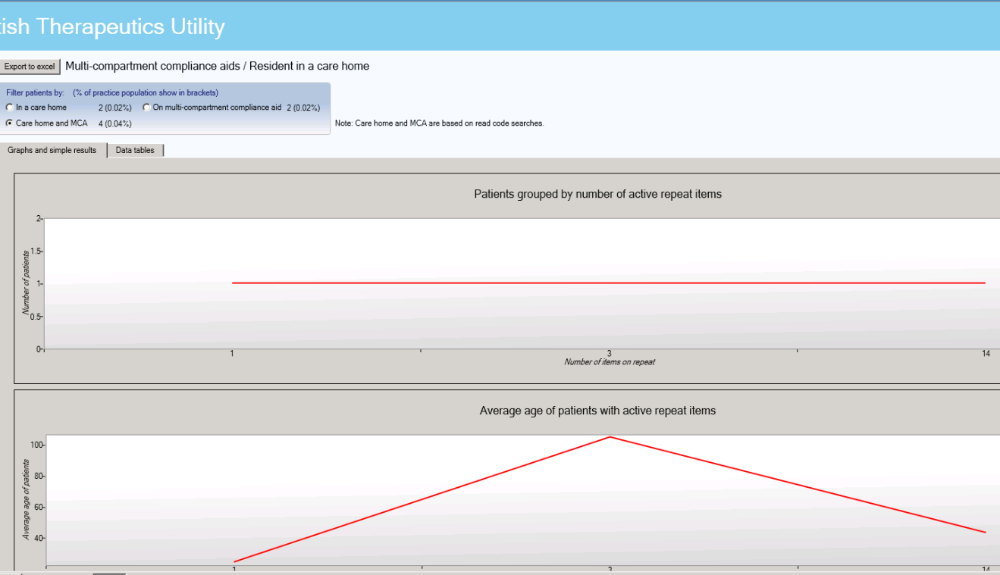 tish Therapeutics Utility
Export to excel Multi-compartment compliance aids / Resident in a care home
Filter patients by: (% of practice population show in brackets)
In a care home 2 (0.02%) On multi-compartment compliance aid 2 (0.02%)
Care home and MCA 4 (0.04%) Note: Care home and MCA are based on read code searches.
Graphs and simple results Data tables
Patients grouped by number of active repeat items
Number of patients
2
1.5
1
0.5
0
1 3 14
Number of items on repeat
Average age of patients with active repeat items
Average age of patients
100
80
60
40
1 3 14